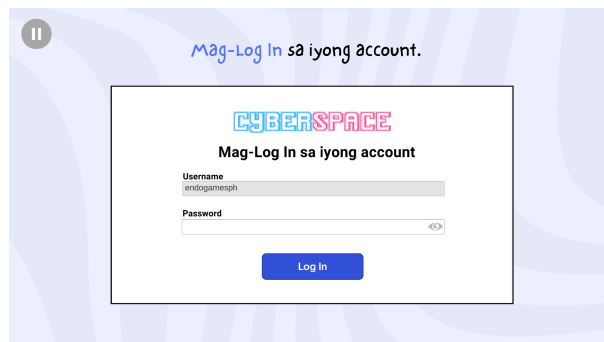 Mag-Log In sa iyong account.
CYBERSPACE
Mag-Log In sa iyong account
Username
endogamesph
Password
Log In